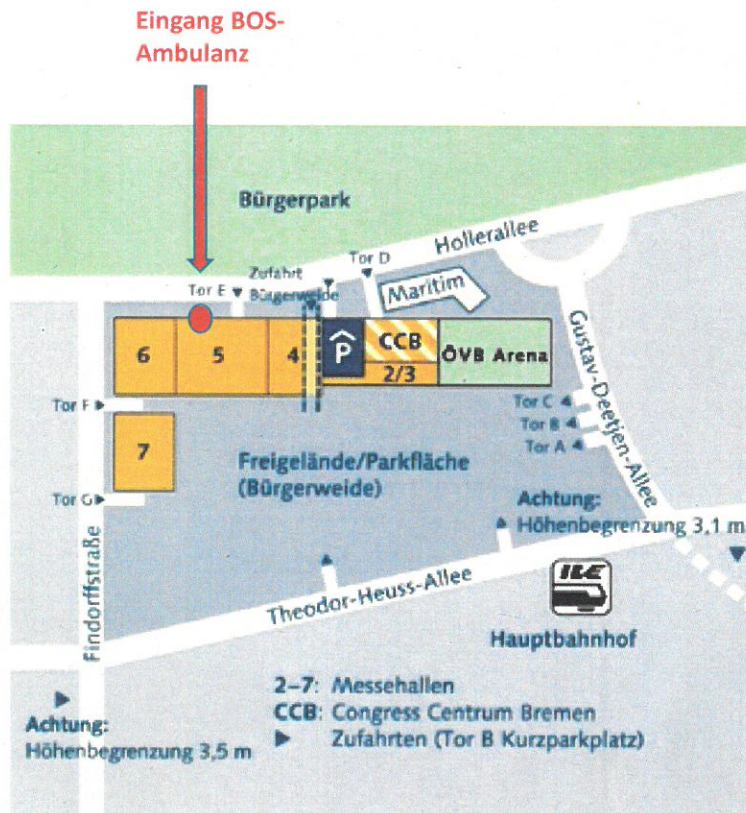 Eingang BOS-
Ambulanz
Bürgerpark
Hollerallee
Tor D
Zufahrt
Bürgerweide
Tor E
Maritim
6
5
4
P
CCB
2/3
ÖVB Arena
Gustav-Deetjen-Allee
Tor F
Tor C
Tor B
Tor A
7
Freigelände/Parkfläche
(Bürgerweide)
Tor G
Achtung:
Höhenbegrenzung 3,1 m
Findorffstraße
Theodor-Heuss-Allee
Hauptbahnhof
2–7: Messehallen
CCB: Congress Centrum Bremen
Zufahrten (Tor B Kurzparkplatz)
Achtung:
Höhenbegrenzung 3,5 m